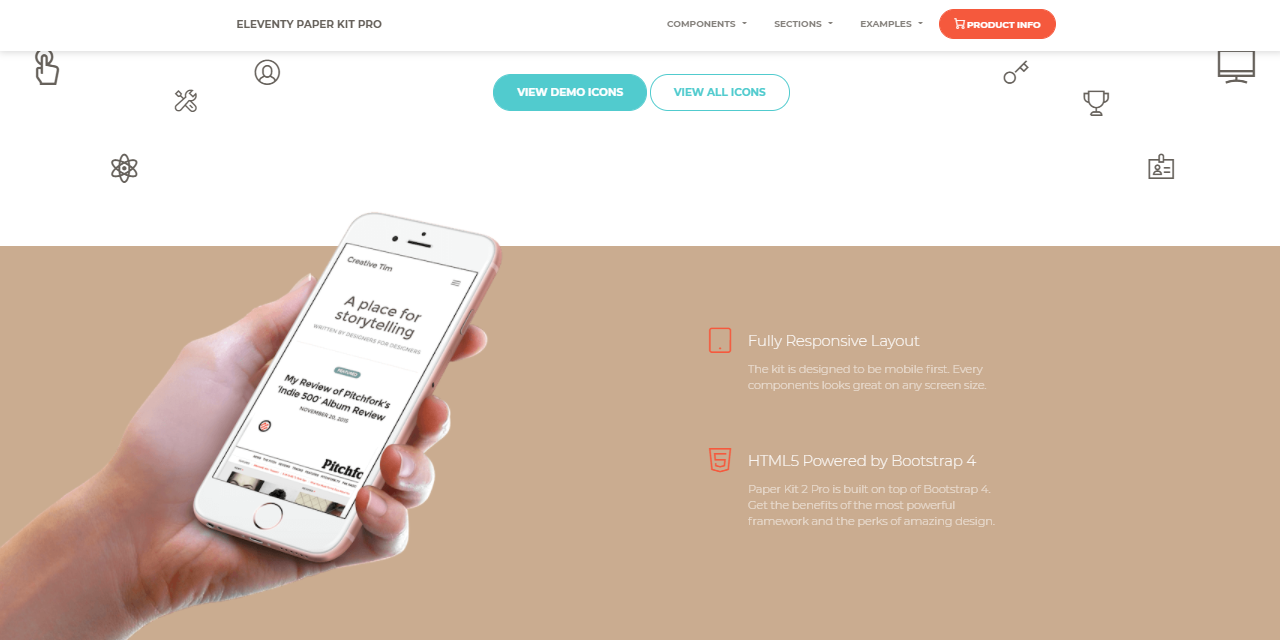 ELEVENTY PAPER KIT PRO
COMPONENTS
SECTIONS
EXAMPLES
PRODUCT INFO
VIEW DEMO ICONS
VIEW ALL ICONS
Creative Tim
A place for
storytelling
WRITTEN BY DESIGNERS FOR DESIGNERS
FEATURED
My Review of Pitchfork's
'Indie 500' Album Review
NOVEMBER 20, 2015
Pitchfo
Fully Responsive Layout
The kit is designed to be mobile first. Every
components looks great on any screen size.
HTML5 Powered by Bootstrap 4
Paper Kit 2 Pro is built on top of Bootstrap 4.
Get the benefits of the most powerful
framework and the perks of amazing design.